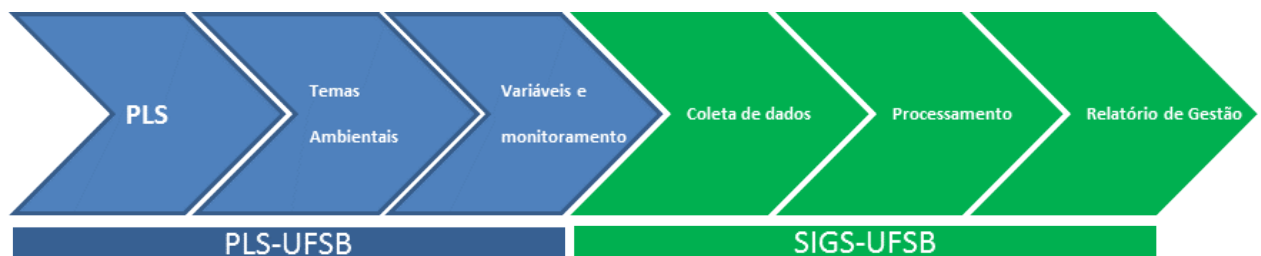 PLS
Temas
Ambientais
Variáveis e
monitoramento
Coleta de dados
Processamento
Relatório de Gestão
PLS-UFSB
SIGS-UFSB